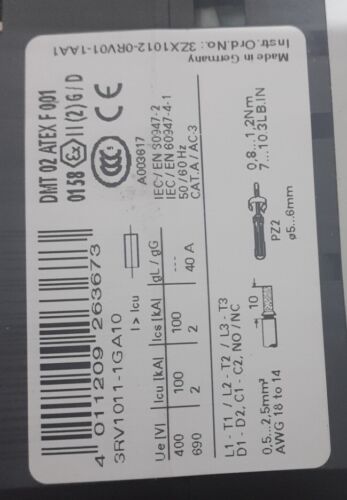 DMT 02 ATEX F 001
0158 Ex II (2) G / D
CCC CE
A003617
4 011209 263673
3RV1011-1GA10
I > Icu
IEC / EN 60947-2
IEC / EN 60947-4-1
50 / 60 Hz
CAT. A / AC-3
Ue [V] Icu [kA] Ics [kA] gL / gG
400 100 100 ---
690 2 2 40 A
L1 - T1 / L2 - T2 / L3 - T3
D1 - D2, C1 - C2, NO / NC
0,5...2,5mm²
AWG 18 to 14
10
PZ2
ø5...6mm
0,8...1,2Nm
7...10.3LB.IN
Made in Germany
Instr.Ord.No.: 3ZX1012-0RV01-1AA1